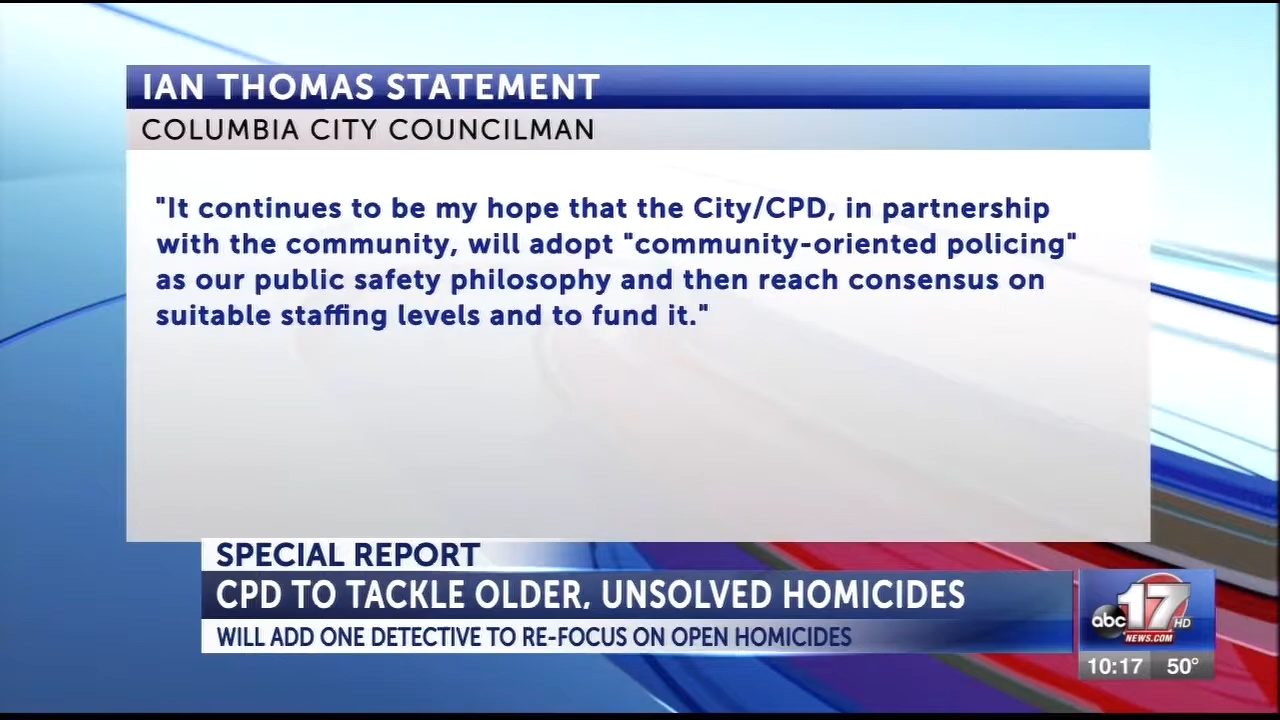 IAN THOMAS STATEMENT
COLUMBIA CITY COUNCILMAN
"It continues to be my hope that the City/CPD, in partnership
with the community, will adopt "community-oriented policing"
as our public safety philosophy and then reach consensus on
suitable staffing levels and to fund it."
SPECIAL REPORT
CPD TO TACKLE OLDER, UNSOLVED HOMICIDES
WILL ADD ONE DETECTIVE TO RE-FOCUS ON OPEN HOMICIDES
abc 17 HD
NEWS.COM
10:17 50°